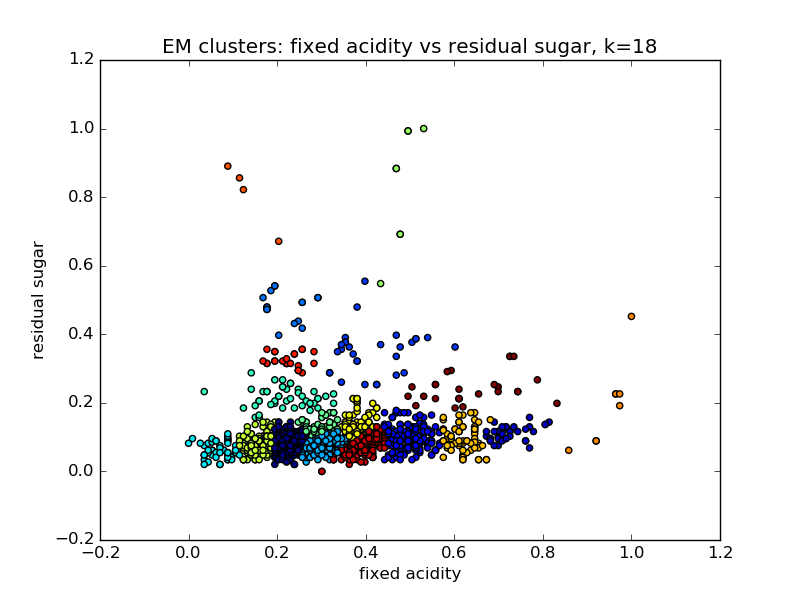 EM clusters: fixed acidity vs residual sugar, k=18
1.2
1.0
0.8
0.6
0.4
0.2
0.0
−0.2
residual sugar
−0.2 0.0 0.2 0.4 0.6 0.8 1.0 1.2
fixed acidity